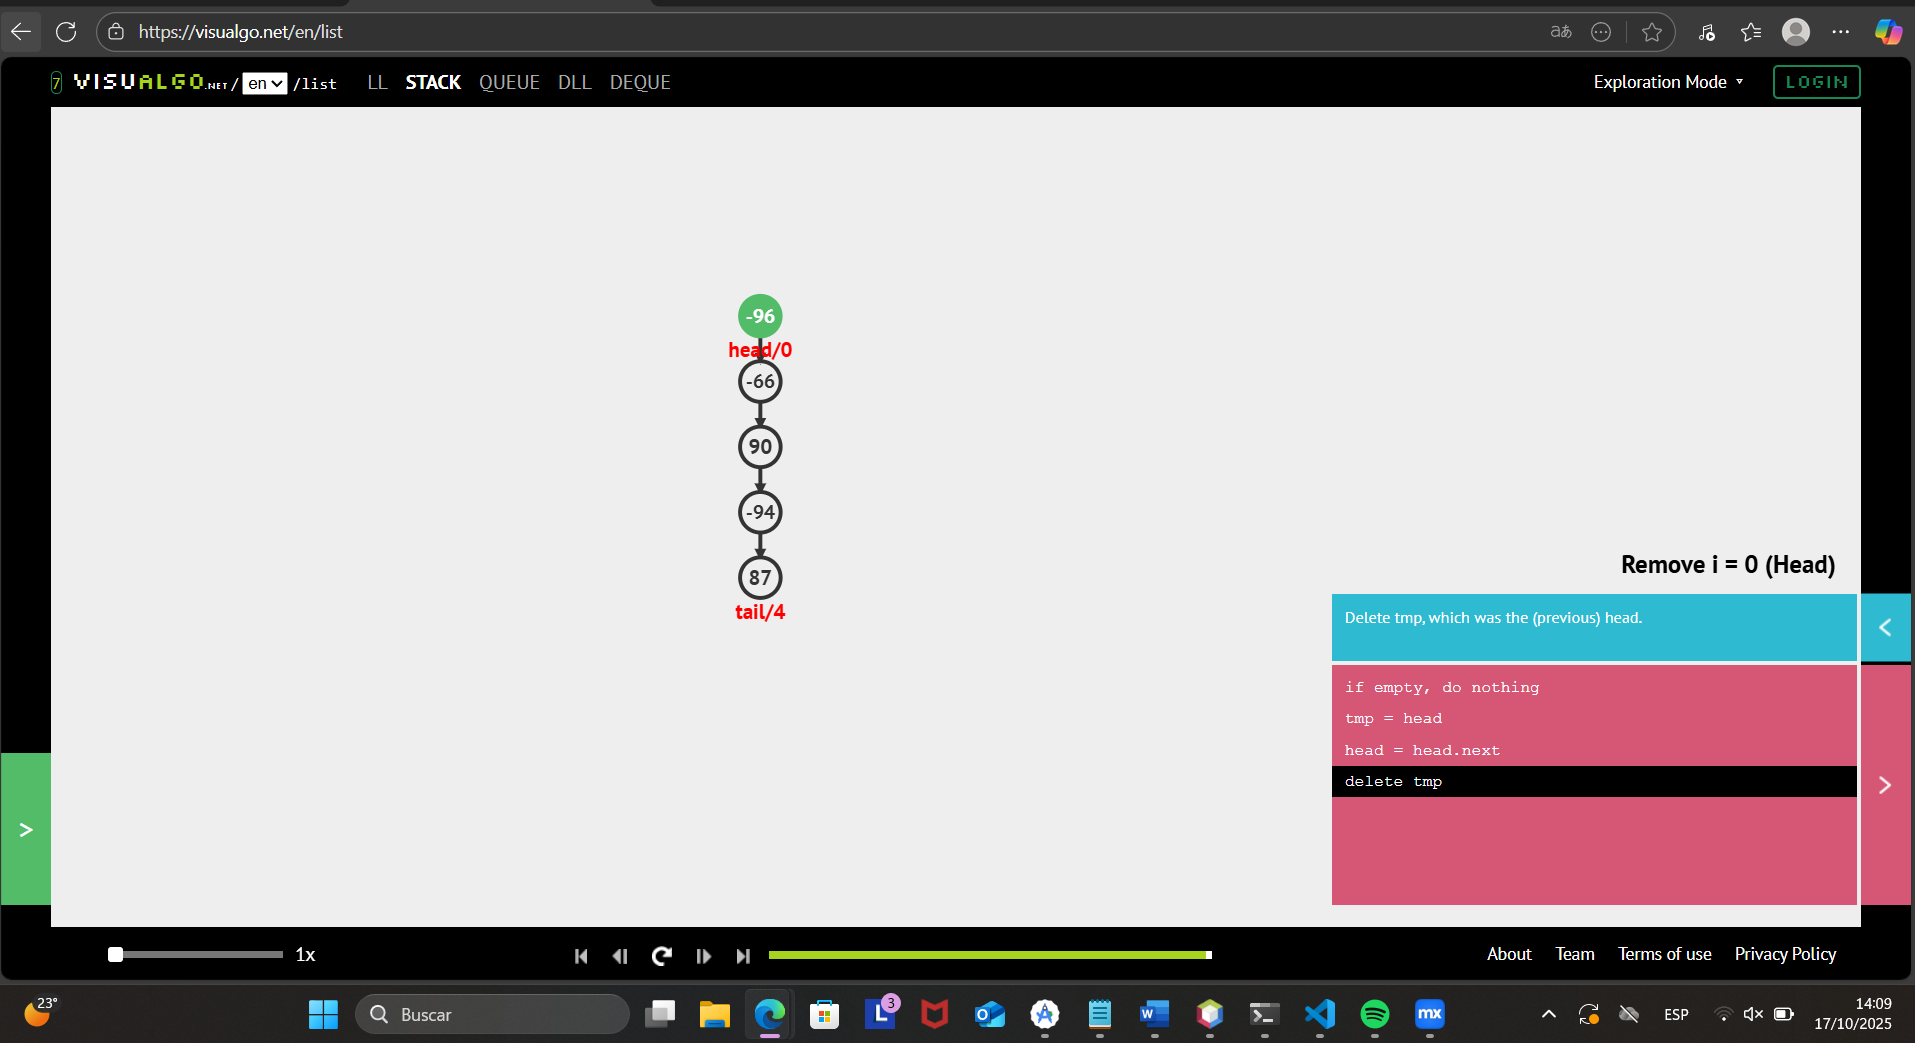 https://visualgo.net/en/list
aあ
7 VISUALGO.NET / en /list LL STACK QUEUE DLL DEQUE Exploration Mode LOGIN
-96
head/0
-66
90
-94
87
tail/4
Remove i = 0 (Head)
Delete tmp, which was the (previous) head.
if empty, do nothing
tmp = head
head = head.next
delete tmp
1x
About Team Terms of use Privacy Policy
23°
Buscar
L 3
O
W
mx
ESP
14:09
17/10/2025